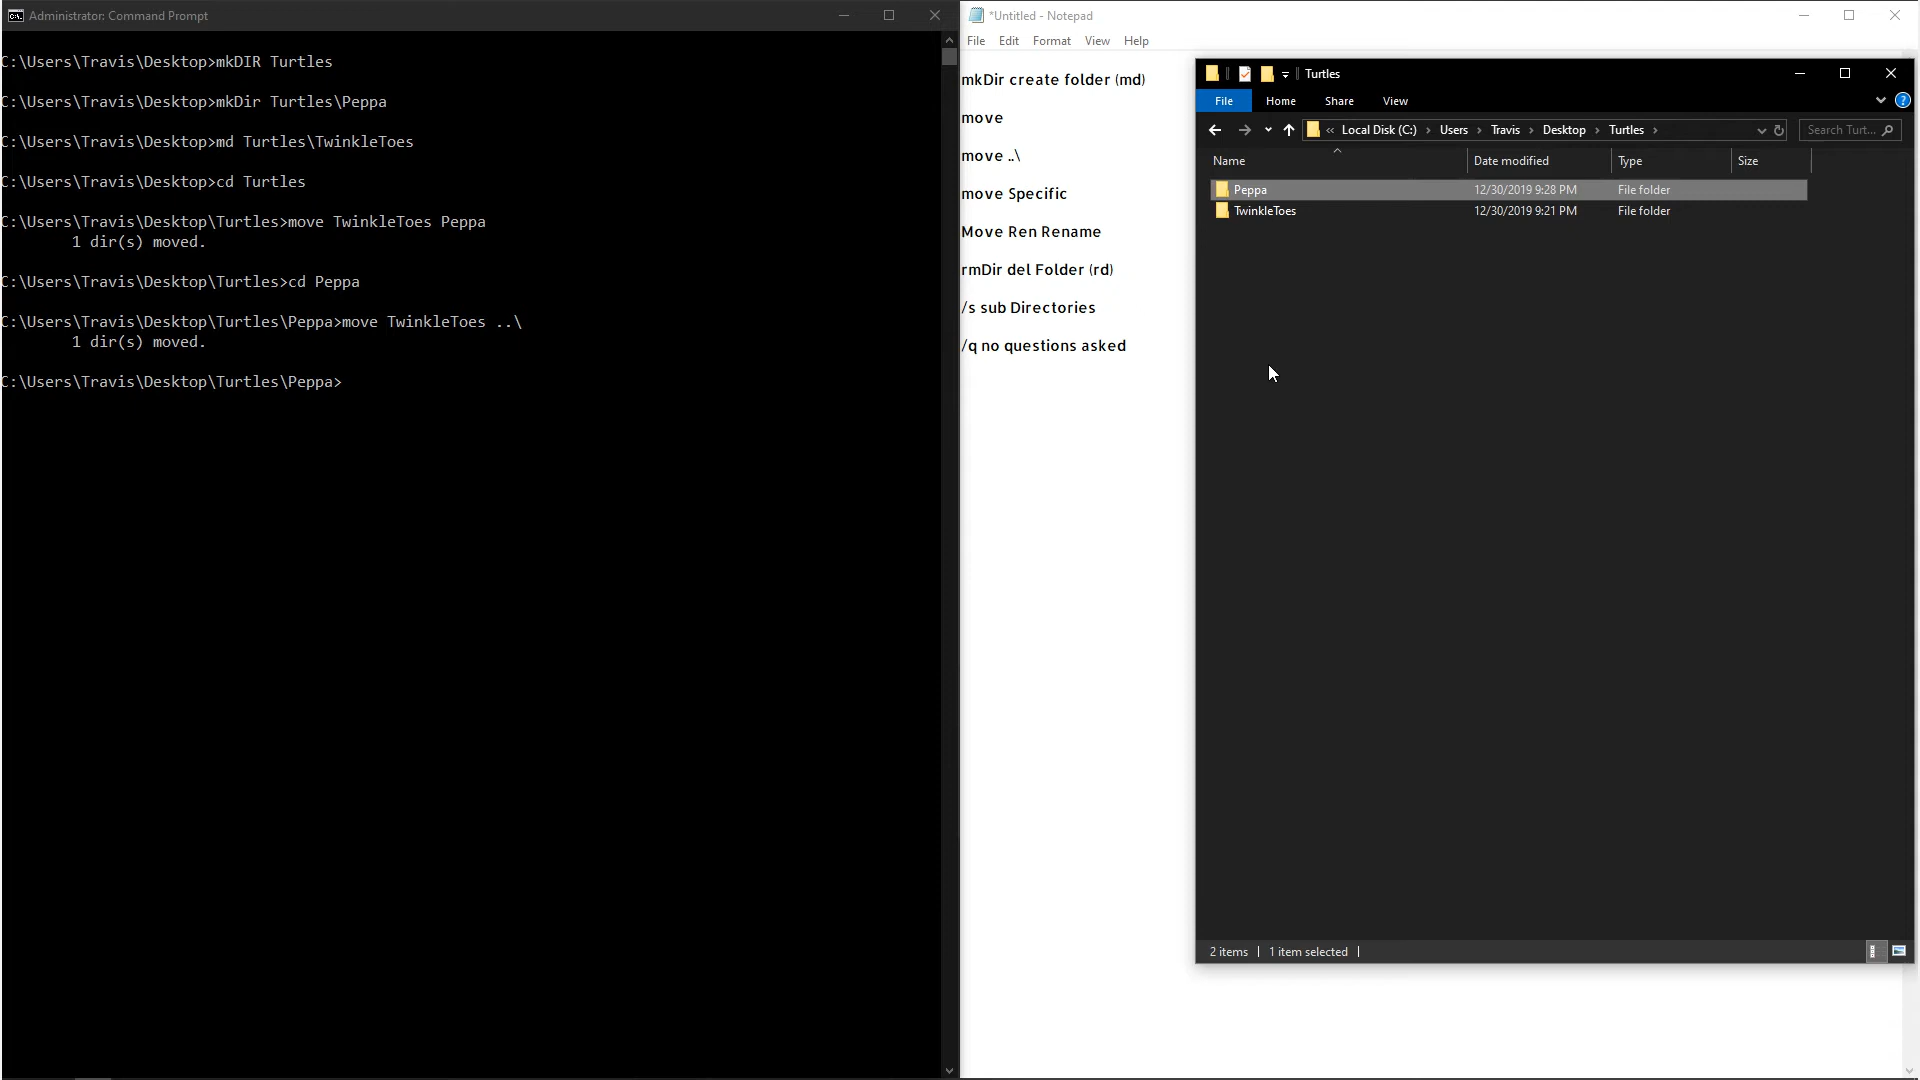 Administrator: Command Prompt
C:\Users\Travis\Desktop>mkDIR Turtles
C:\Users\Travis\Desktop>mkDir Turtles\Peppa
C:\Users\Travis\Desktop>md Turtles\TwinkleToes
C:\Users\Travis\Desktop>cd Turtles
C:\Users\Travis\Desktop\Turtles>move TwinkleToes Peppa
1 dir(s) moved.
C:\Users\Travis\Desktop\Turtles>cd Peppa
C:\Users\Travis\Desktop\Turtles\Peppa>move TwinkleToes ..\
1 dir(s) moved.
C:\Users\Travis\Desktop\Turtles\Peppa>
*Untitled - Notepad
File Edit Format View Help
mkDir create folder (md)
move
move ..\
move Specific
Move Ren Rename
rmDir del Folder (rd)
/s sub Directories
/q no questions asked
Turtles
File Home Share View
« Local Disk (C:) › Users › Travis › Desktop › Turtles ›
Search Turt...
Name Date modified Type Size
Peppa 12/30/2019 9:28 PM File folder
TwinkleToes 12/30/2019 9:21 PM File folder
2 items 1 item selected